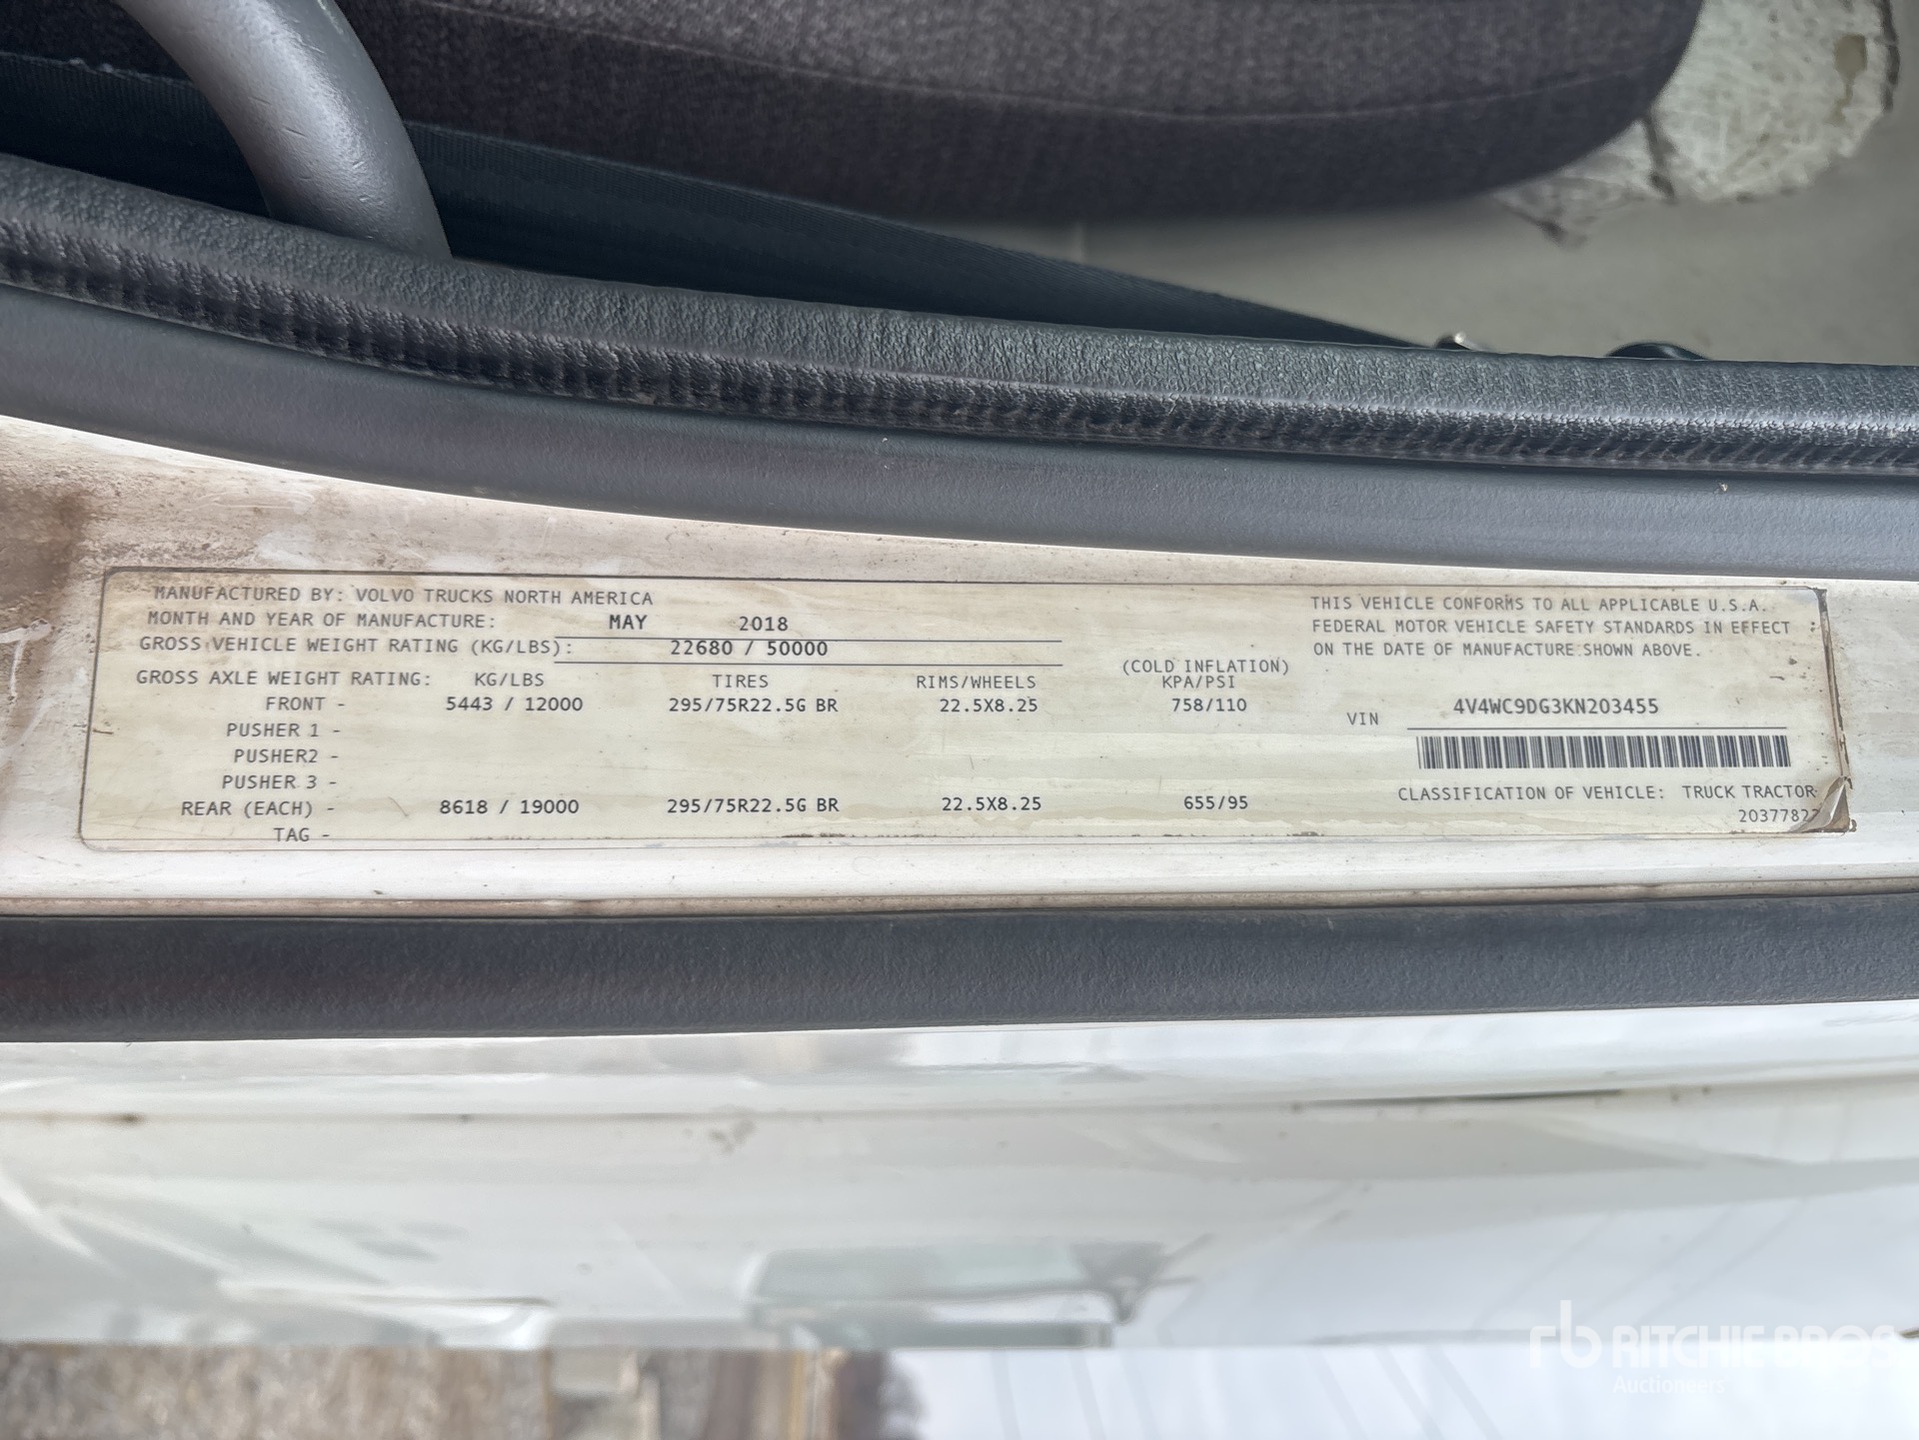 MANUFACTURED BY: VOLVO TRUCKS NORTH AMERICA
MONTH AND YEAR OF MANUFACTURE: MAY 2018
GROSS VEHICLE WEIGHT RATING (KG/LBS): 22680 / 50000
GROSS AXLE WEIGHT RATING: KG/LBS TIRES RIMS/WHEELS (COLD INFLATION) KPA/PSI
FRONT - 5443 / 12000 295/75R22.5G BR 22.5X8.25 758/110
PUSHER 1 -
PUSHER2 -
PUSHER 3 -
REAR (EACH) - 8618 / 19000 295/75R22.5G BR 22.5X8.25 655/95
TAG -
THIS VEHICLE CONFORMS TO ALL APPLICABLE U.S.A.
FEDERAL MOTOR VEHICLE SAFETY STANDARDS IN EFFECT
ON THE DATE OF MANUFACTURE SHOWN ABOVE.
VIN 4V4WC9DG3KN203455
CLASSIFICATION OF VEHICLE: TRUCK TRACTOR
rb RITCHIE BROS
Auctioneers